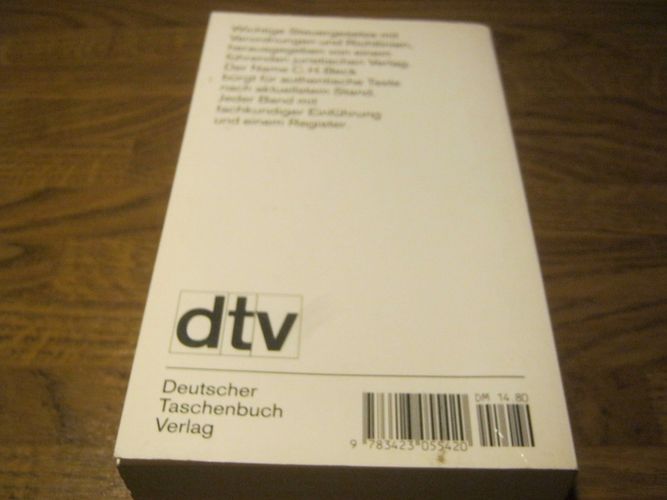 Wichtige Steuergesetze mit
Verordnungen und Richtlinien,
herausgegeben von einem
führenden juristischen Verlag.
Der Name C. H. Beck
bürgt für authentische Texte
nach aktuellstem Stand.
Jeder Band mit
fachkundiger Einführung
und einem Register.
dtv
Deutscher
Taschenbuch
Verlag
DM 14.80
9 783423 055420